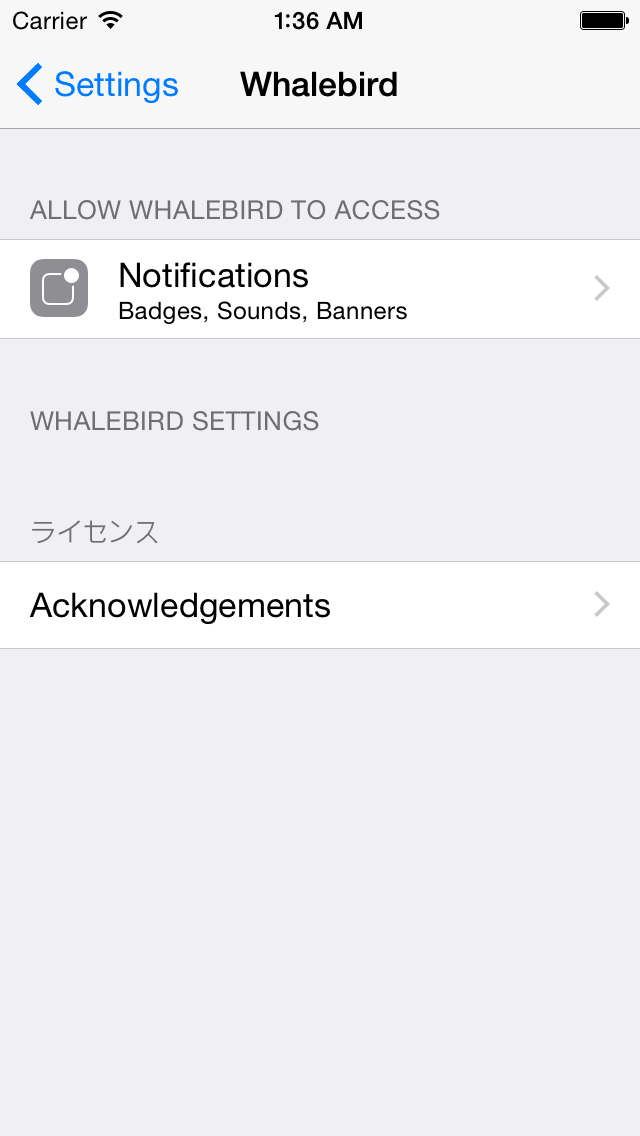 Carrier 1:36 AM
Settings Whalebird
ALLOW WHALEBIRD TO ACCESS
Notifications
Badges, Sounds, Banners
WHALEBIRD SETTINGS
ライセンス
Acknowledgements